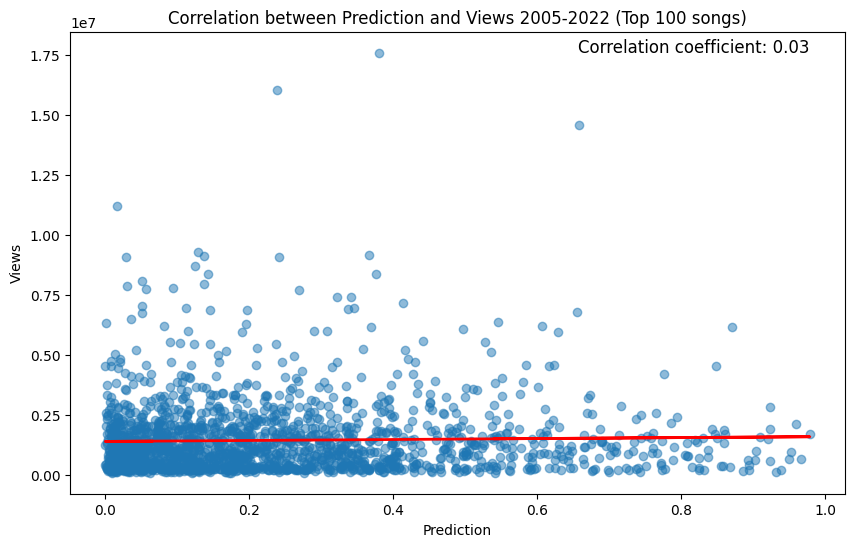 Correlation between Prediction and Views 2005-2022 (Top 100 songs)
1e7
Correlation coefficient: 0.03
1.75
1.50
1.25
1.00
0.75
0.50
0.25
0.00
Views
0.0 0.2 0.4 0.6 0.8 1.0
Prediction